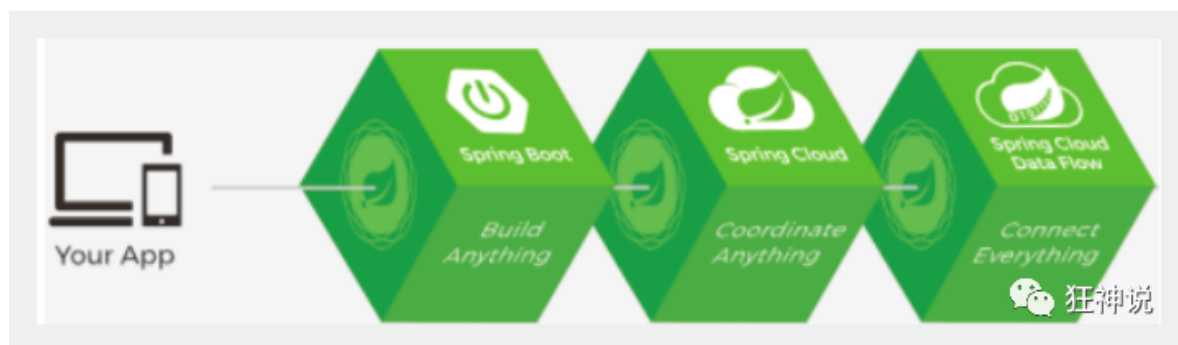 Your App
Spring Boot
Build
Anything
Spring Cloud
Coordinate
Anything
Spring Cloud
Data Flow
Connect
Everything
狂神说